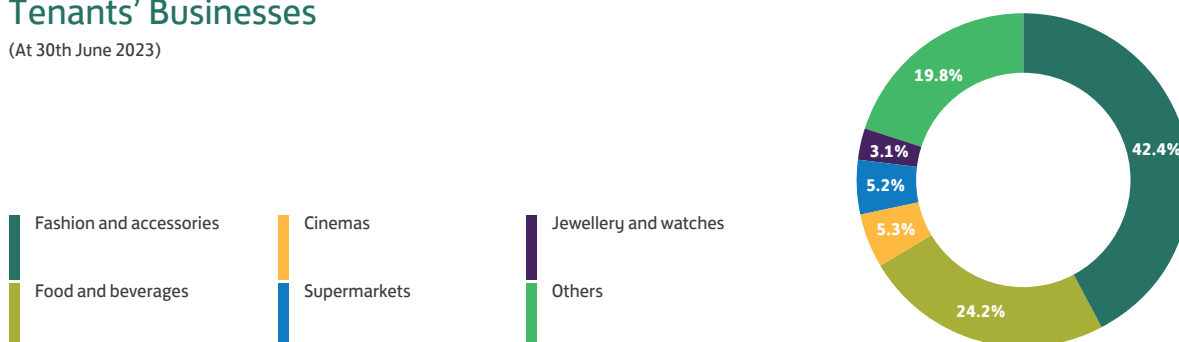 Tenants’ Businesses
(At 30th June 2023)
Fashion and accessories
Cinemas
Jewellery and watches
Food and beverages
Supermarkets
Others
19.8%
42.4%
3.1%
5.2%
5.3%
24.2%